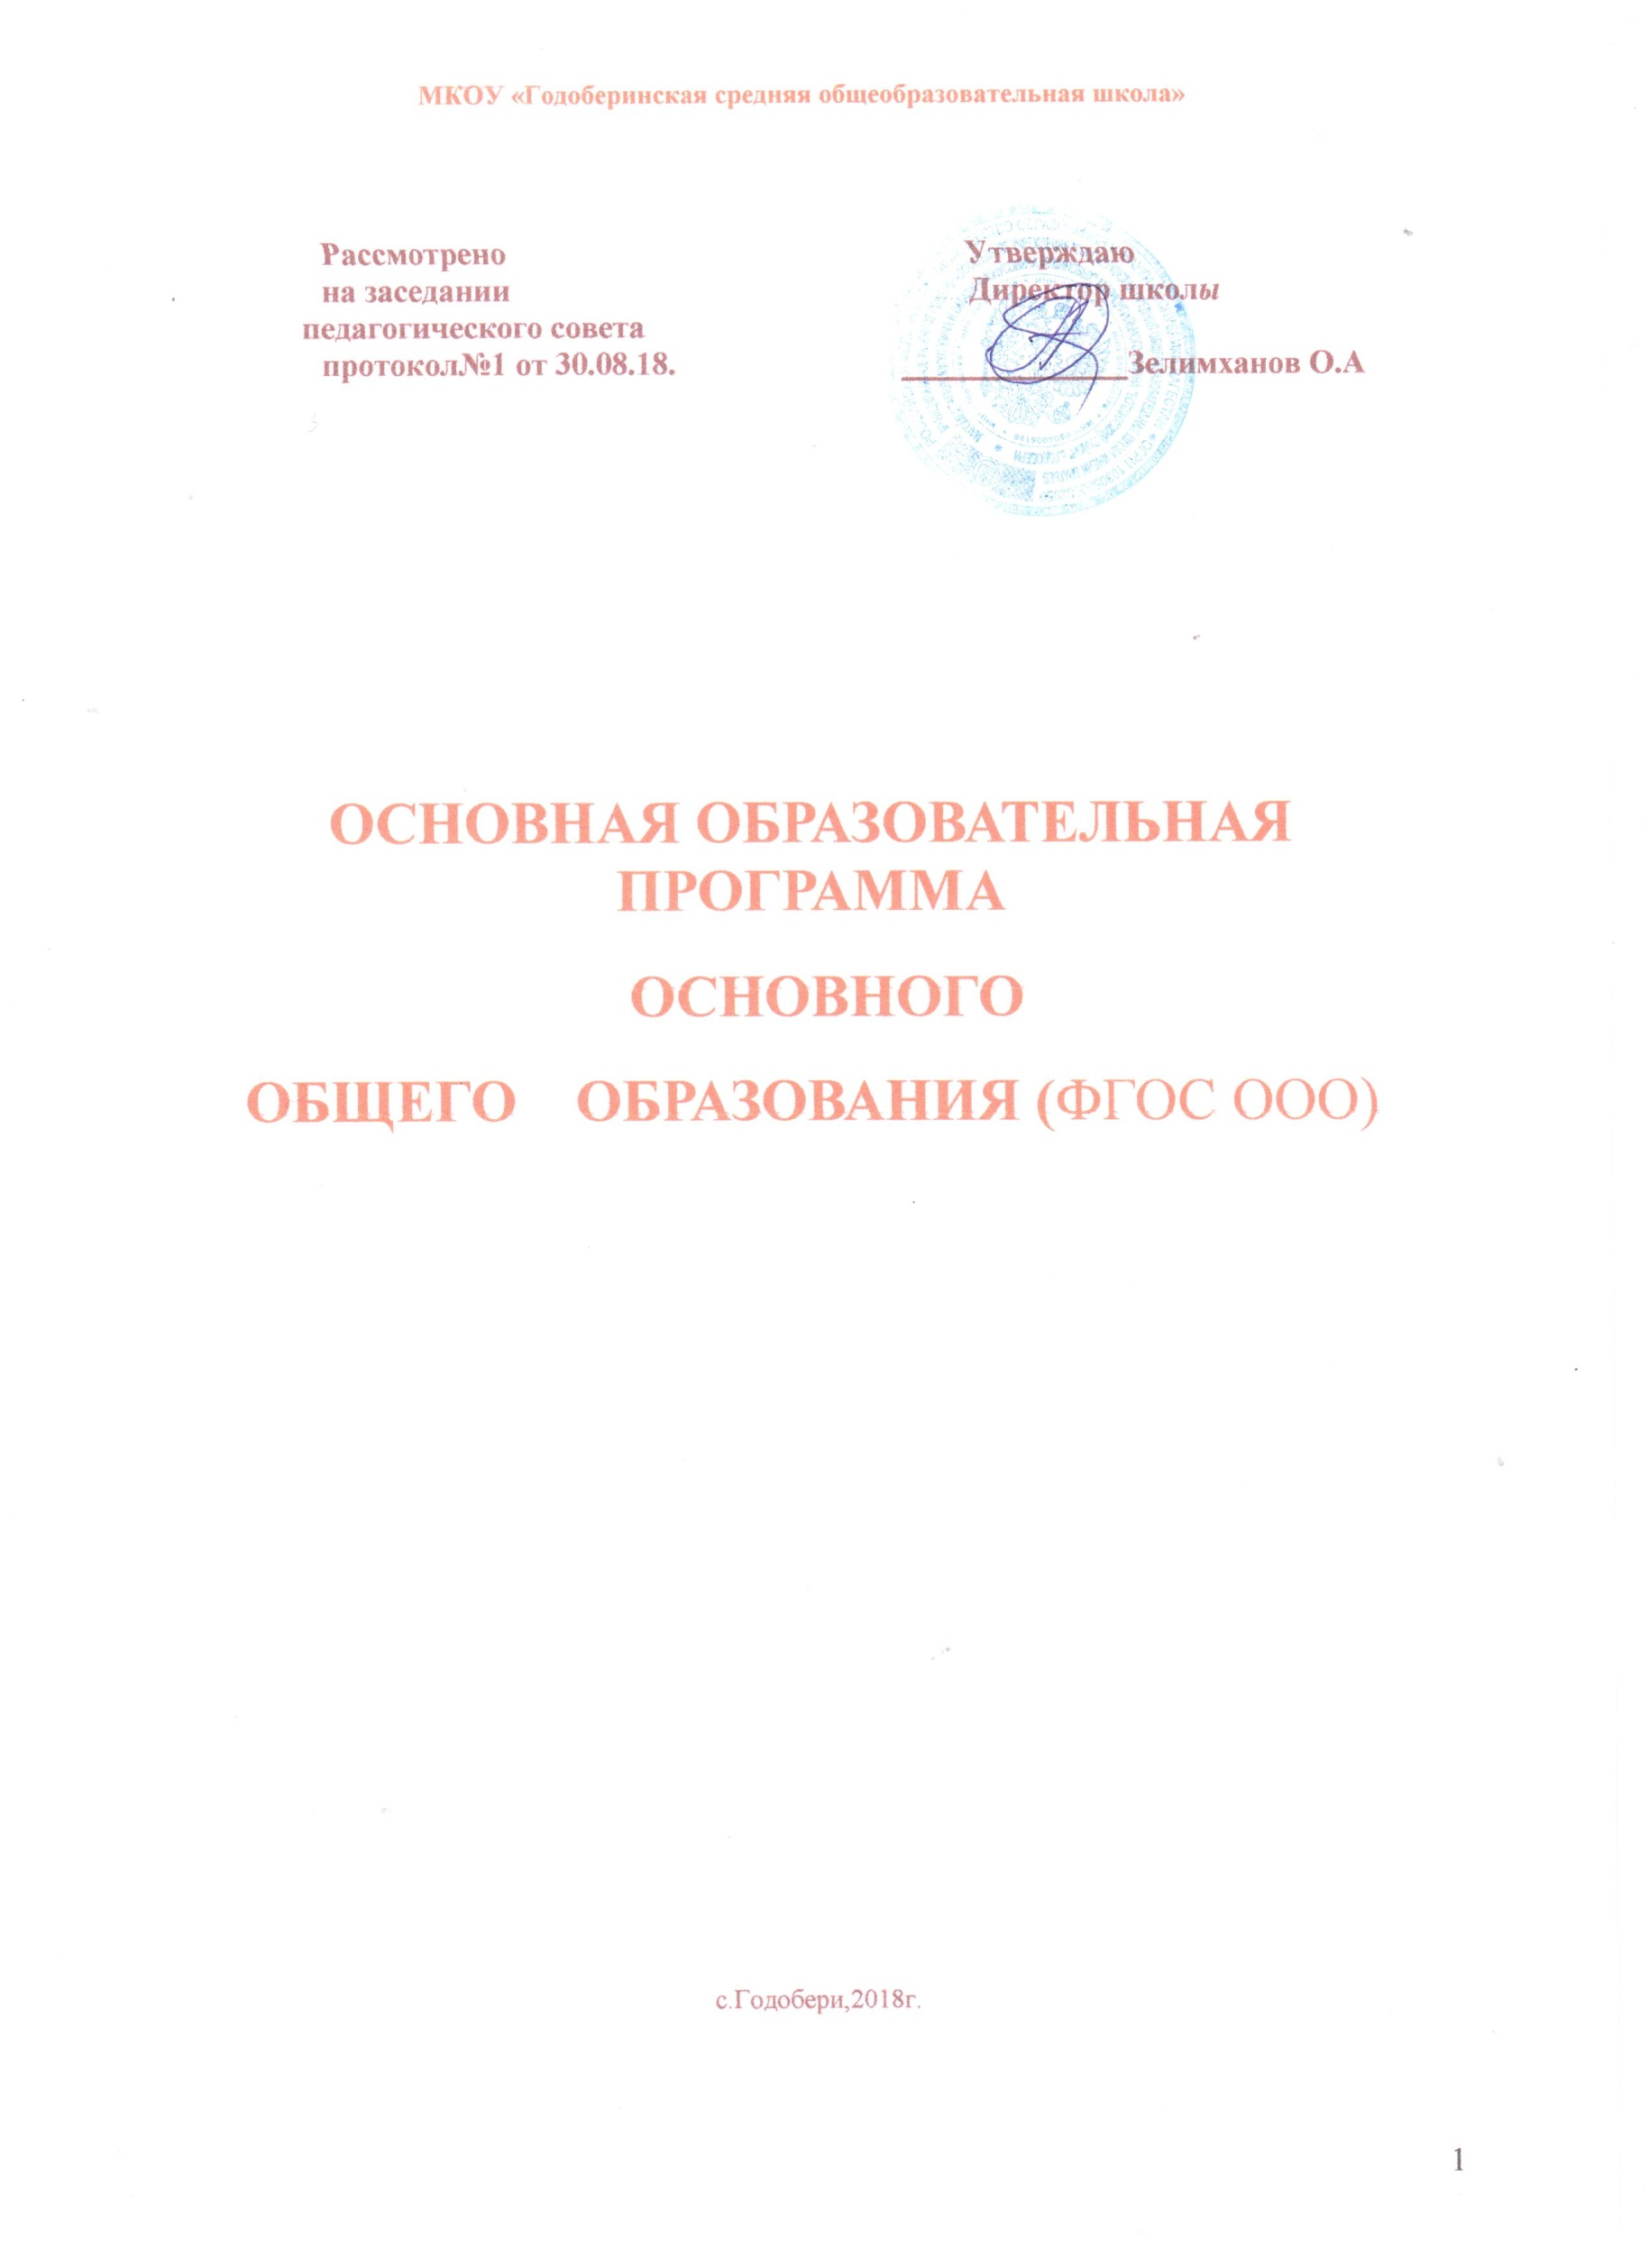 МКОУ «Годоберинская средняя общеобразовательная школа»
Рассмотрено
на заседании
педагогического совета
протокол№1 от 30.08.18.
Утверждаю
Директор школы
Зелимханов О.А
ОСНОВНАЯ ОБРАЗОВАТЕЛЬНАЯ
ПРОГРАММА
ОСНОВНОГО
ОБЩЕГО ОБРАЗОВАНИЯ (ФГОС ООО)
с.Годобери,2018г.
1